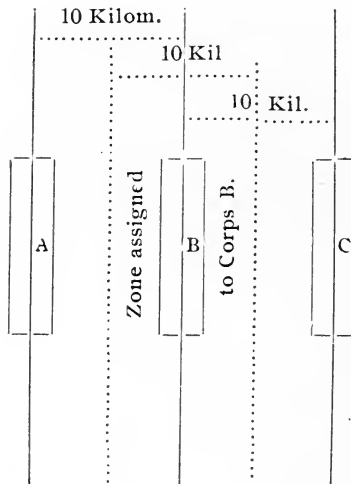 10 Kilom.
10 Kil
10 Kil.
A
Zone assigned
B
to Corps B.
C